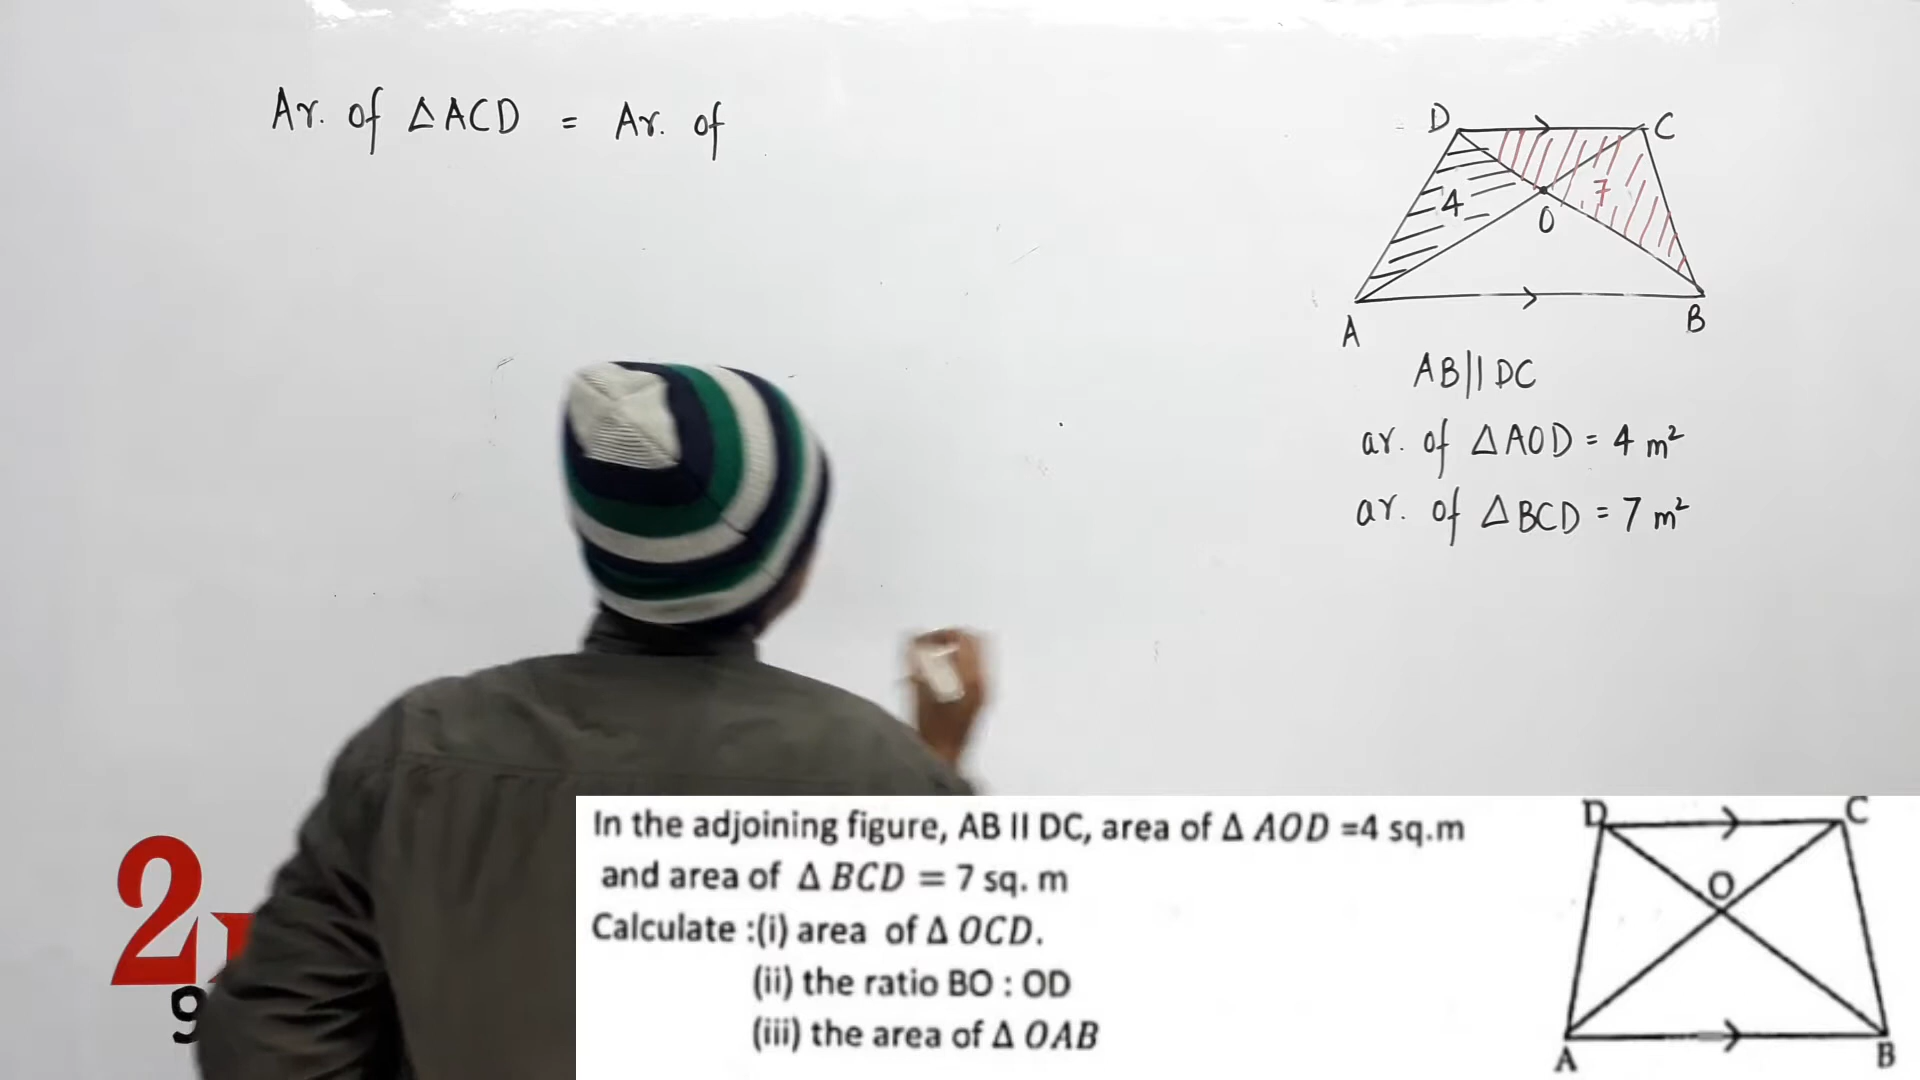 Ar. of △ACD = Ar. of
D C
4 7
O
A B
AB||DC
ar. of △AOD = 4 m²
ar. of △BCD = 7 m²
In the adjoining figure, AB II DC, area of Δ AOD =4 sq.m
and area of Δ BCD = 7 sq. m
Calculate :(i) area of Δ OCD.
(ii) the ratio BO : OD
(iii) the area of Δ OAB
D C
O
A B
2
9